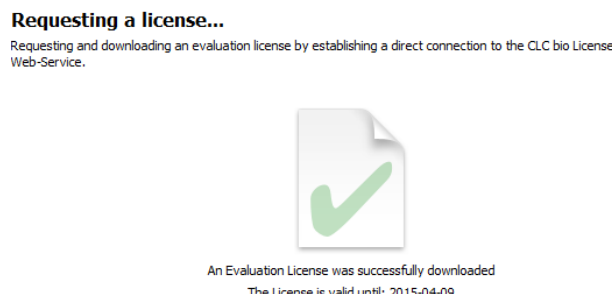 Requesting a license...
Requesting and downloading an evaluation license by establishing a direct connection to the CLC bio License
Web-Service.
An Evaluation License was successfully downloaded
The License is valid until: 2015-04-09